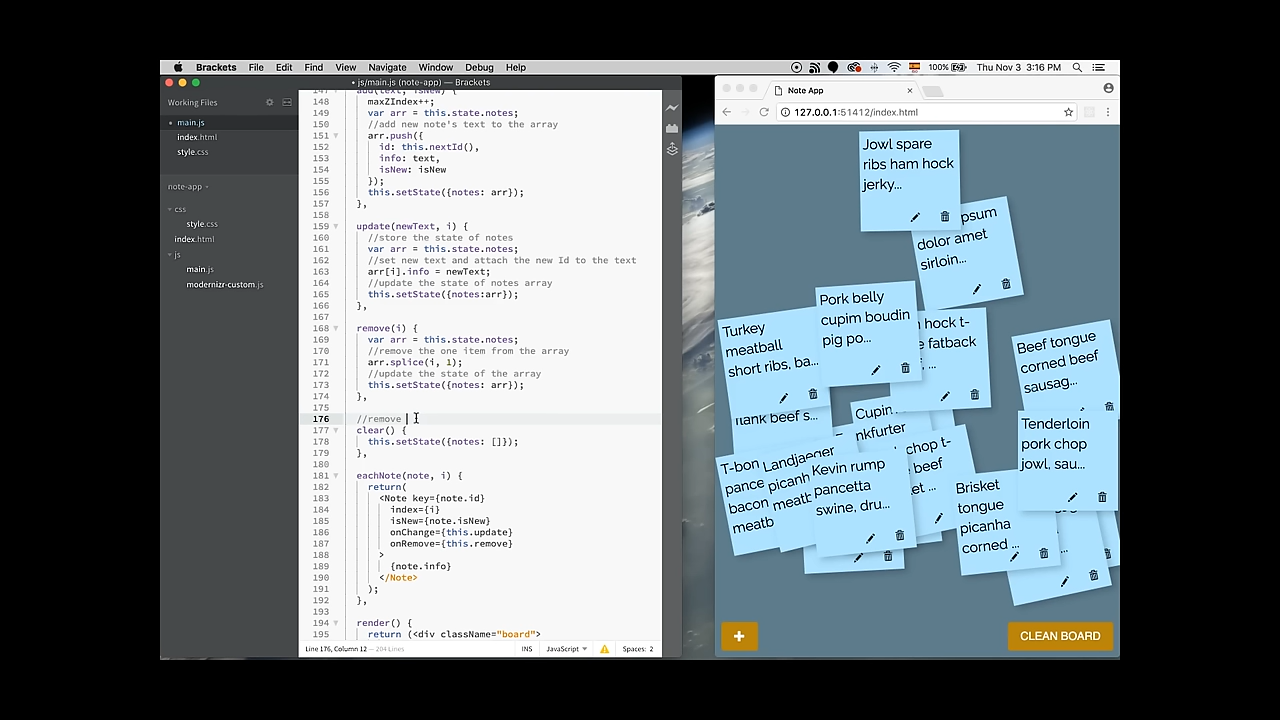 Brackets File Edit Find View Navigate Window Debug Help
100% Thu Nov 3 3:16 PM
• js/main.js (note-app) — Brackets
Working Files
• main.js
index.html
style.css
note-app
css
style.css
index.html
js
main.js
modernizr-custom.js
147 add(text, isNew) {
148 maxZIndex++;
149 var arr = this.state.notes;
150 //add new note's text to the array
151 arr.push({
152 id: this.nextId(),
153 info: text,
154 isNew: isNew
155 });
156 this.setState({notes: arr});
157 },
158
159 update(newText, i) {
160 //store the state of notes
161 var arr = this.state.notes;
162 //set new text and attach the new Id to the text
163 arr[i].info = newText;
164 //update the state of notes array
165 this.setState({notes:arr});
166 },
167
168 remove(i) {
169 var arr = this.state.notes;
170 //remove the one item from the array
171 arr.splice(i, 1);
172 //update the state of the array
173 this.setState({notes: arr});
174 },
175
176 //remove
177 clear() {
178 this.setState({notes: []});
179 },
180
181 eachNote(note, i) {
182 return(
183 <Note key={note.id}
184 index={i}
185 isNew={note.isNew}
186 onChange={this.update}
187 onRemove={this.remove}
188 >
189 {note.info}
190 </Note>
191 );
192 },
193
194 render() {
195 return (<div className="board">
Line 176, Column 12 — 204 Lines
INS JavaScript Spaces: 2
Note App
127.0.0.1:51412/index.html
Jowl spare
ribs ham hock
jerky...
dolor amet
sirloin...
Pork belly
cupim boudin
pig po...
Turkey
meatball
short ribs, ba...
hock t-
fatback
Beef tongue
corned beef
sausag...
beef s...
Tenderloin
pork chop
jowl, sau...
chop t-
beef
Landjaeger
Kevin rump
pancetta
swine, dru...
Brisket
tongue
picanha
corned ...
+
CLEAN BOARD